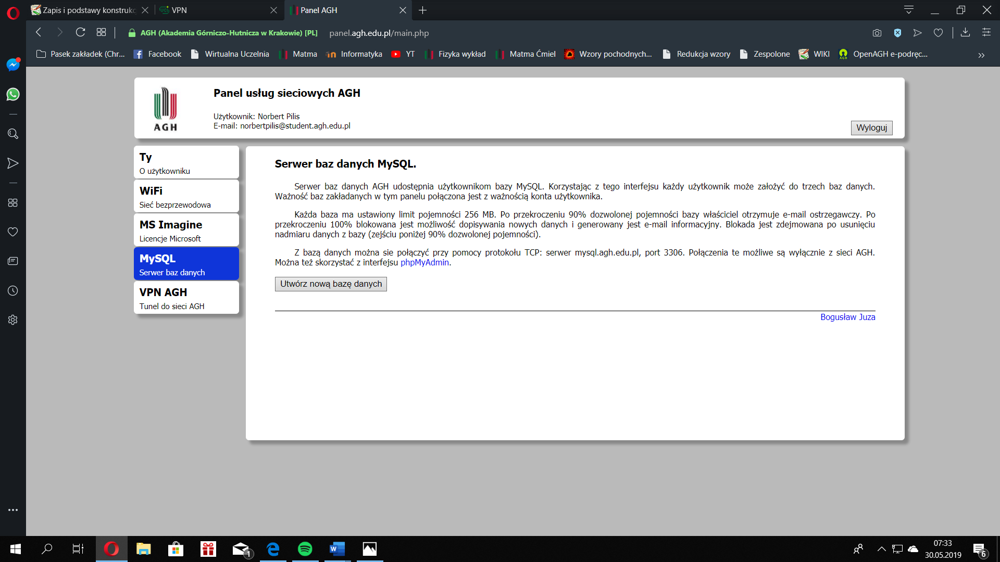 Zapis i podstawy konstrukc
VPN
Panel AGH
AGH (Akademia Górniczo-Hutnicza w Krakowie) [PL]
panel.agh.edu.pl/main.php
Pasek zakładek (Chr...
Facebook
Wirtualna Uczelnia
Matma
Informatyka
YT
Fizyka wykład
Matma Ćmiel
Wzory pochodnych...
Redukcja wzory
Zespolone
WIKI
OpenAGH e-podręc...
AGH
Panel usług sieciowych AGH
Użytkownik: Norbert Pilis
E-mail: norbertpilis@student.agh.edu.pl
Wyloguj
Ty
O użytkowniku
WiFi
Sieć bezprzewodowa
MS Imagine
Licencje Microsoft
MySQL
Serwer baz danych
VPN AGH
Tunel do sieci AGH
Serwer baz danych MySQL.
Serwer baz danych AGH udostępnia użytkownikom bazy MySQL. Korzystając z tego interfejsu każdy użytkownik może założyć do trzech baz danych.
Ważność baz zakładanych w tym panelu połączona jest z ważnością konta użytkownika.
Każda baza ma ustawiony limit pojemności 256 MB. Po przekroczeniu 90% dozwolonej pojemności bazy właściciel otrzymuje e-mail ostrzegawczy. Po
przekroczeniu 100% blokowana jest możliwość dopisywania nowych danych i generowany jest e-mail informacyjny. Blokada jest zdejmowana po usunięciu
nadmiaru danych z bazy (zejściu poniżej 90% dozwolonej pojemności).
Z bazą danych można sie połączyć przy pomocy protokołu TCP: serwer mysql.agh.edu.pl, port 3306. Połączenia te możliwe są wyłącznie z sieci AGH.
Można też skorzystać z interfejsu phpMyAdmin.
Utwórz nową bazę danych
Bogusław Juza
1
07:33
30.05.2019
6